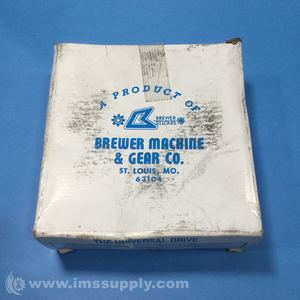 A PRODUCT OF
BREWER
BREWER MACHINE
& GEAR CO.
ST. LOUIS, MO.
63104
THE UNIVERSAL DRIVE
© www.imssupply.com